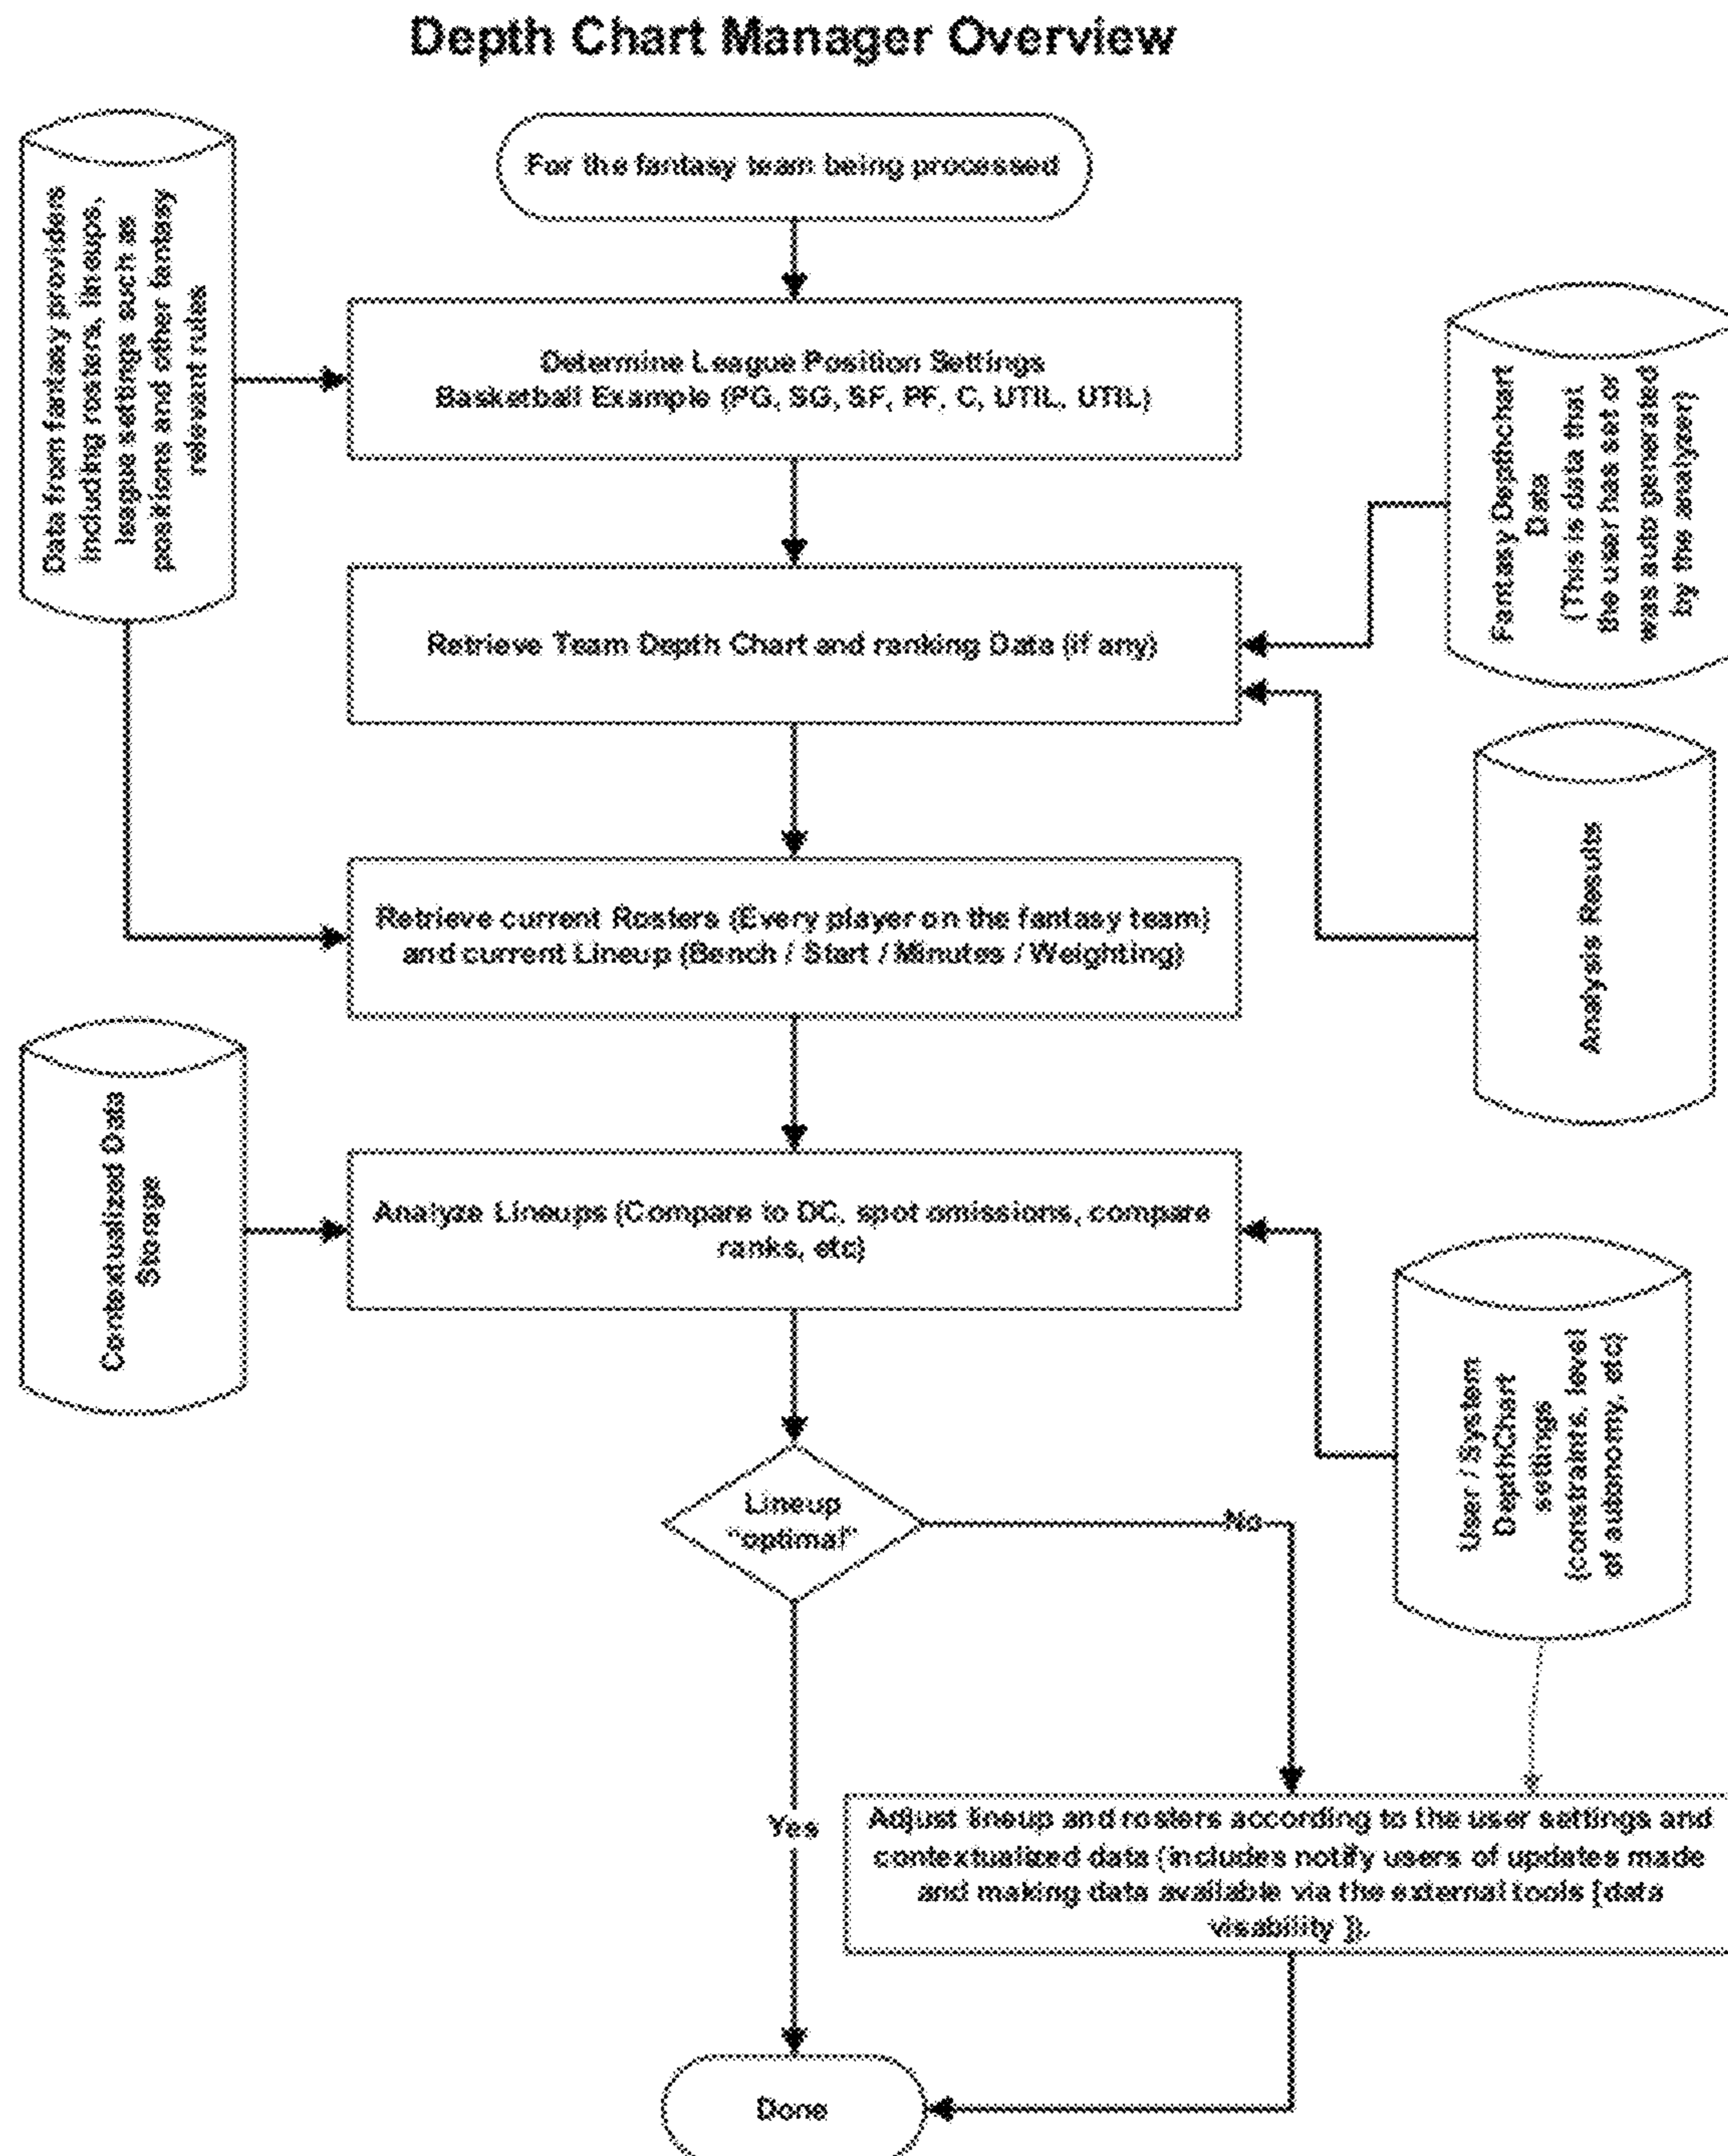 Depth Chart Manager Overview
For the fantasy team being processed
Data from fantasy providers
including rosters, lineups,
league settings such as
positions and other fantasy
relevant rules
Determine League Position Settings
Basketball Example (PG, SG, SF, PF, C, UTIL, UTIL)
Fantasy Depthchart
Data
(This is data that
the user has set or
was auto generated
by the analyzer)
Retrieve Team Depth Chart and ranking Data (if any)
Analysis Results
Retrieve current Rosters (Every player on the fantasy team)
and current Lineup (Bench / Start / Minutes / Weighting)
Contextualized Data
Storage
Analyze Lineups (Compare to DC, spot omissions, compare
ranks, etc)
User / System
DepthChart
settings
(constraints, level
of autonomy, etc)
Lineup
"optimal"
No
Yes
Adjust lineup and rosters according to the user settings and
contextualized data (includes notify users of updates made
and making data available via the external tools [data
visability ]).
Done